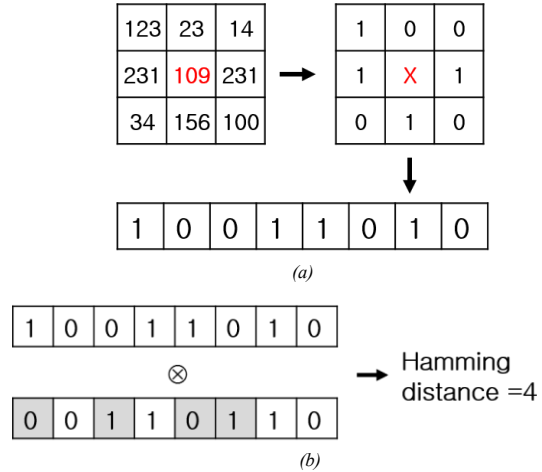 123 23 14 1 0 0
231 109 231 1 X 1
34 156 100 0 1 0
1 0 0 1 1 0 1 0
(a)
1 0 0 1 1 0 1 0
⊗
0 0 1 1 0 1 1 0
Hamming
distance =4
(b)